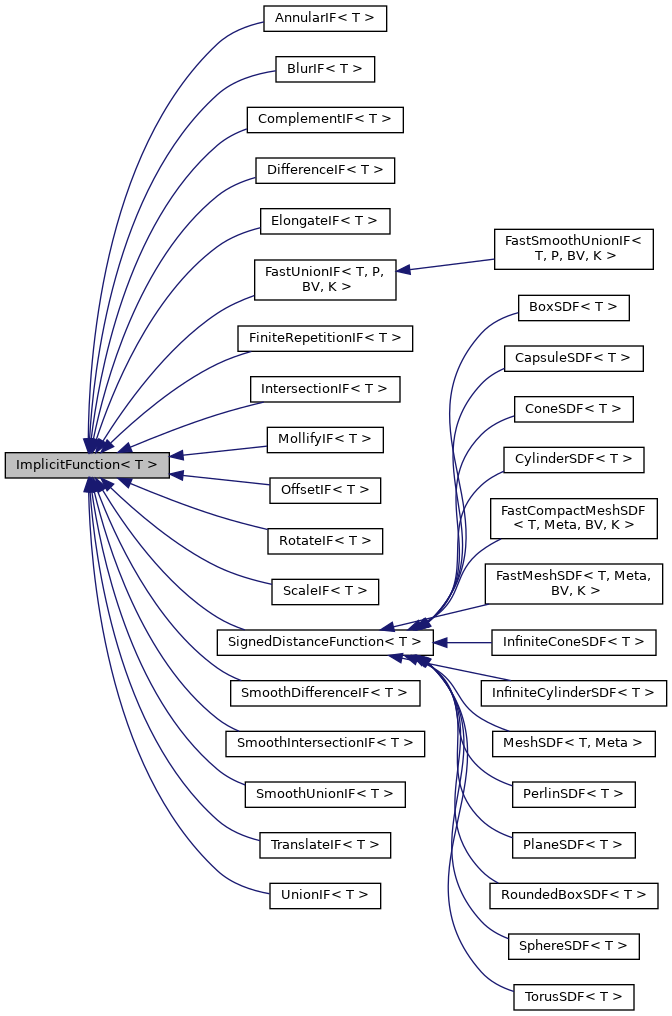 AnnularIF< T >
BlurIF< T >
ComplementIF< T >
DifferenceIF< T >
ElongateIF< T >
FastUnionIF< T, P,
BV, K >
FiniteRepetitionIF< T >
IntersectionIF< T >
MollifyIF< T >
ImplicitFunction< T >
OffsetIF< T >
RotateIF< T >
ScaleIF< T >
SignedDistanceFunction< T >
SmoothDifferenceIF< T >
SmoothIntersectionIF< T >
SmoothUnionIF< T >
TranslateIF< T >
UnionIF< T >
FastSmoothUnionIF<
T, P, BV, K >
BoxSDF< T >
CapsuleSDF< T >
ConeSDF< T >
CylinderSDF< T >
FastCompactMeshSDF
< T, Meta, BV, K >
FastMeshSDF< T, Meta,
BV, K >
InfiniteConeSDF< T >
InfiniteCylinderSDF< T >
MeshSDF< T, Meta >
PerlinSDF< T >
PlaneSDF< T >
RoundedBoxSDF< T >
SphereSDF< T >
TorusSDF< T >